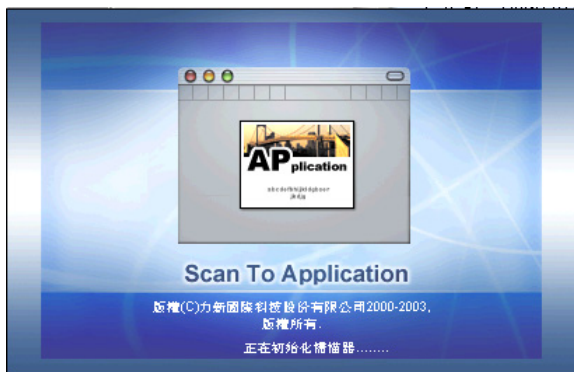 APplication
Scan To Application
版權(C)力新國際科技股份有限公司2000-2003,
版權所有.
正在初始化掃描器........